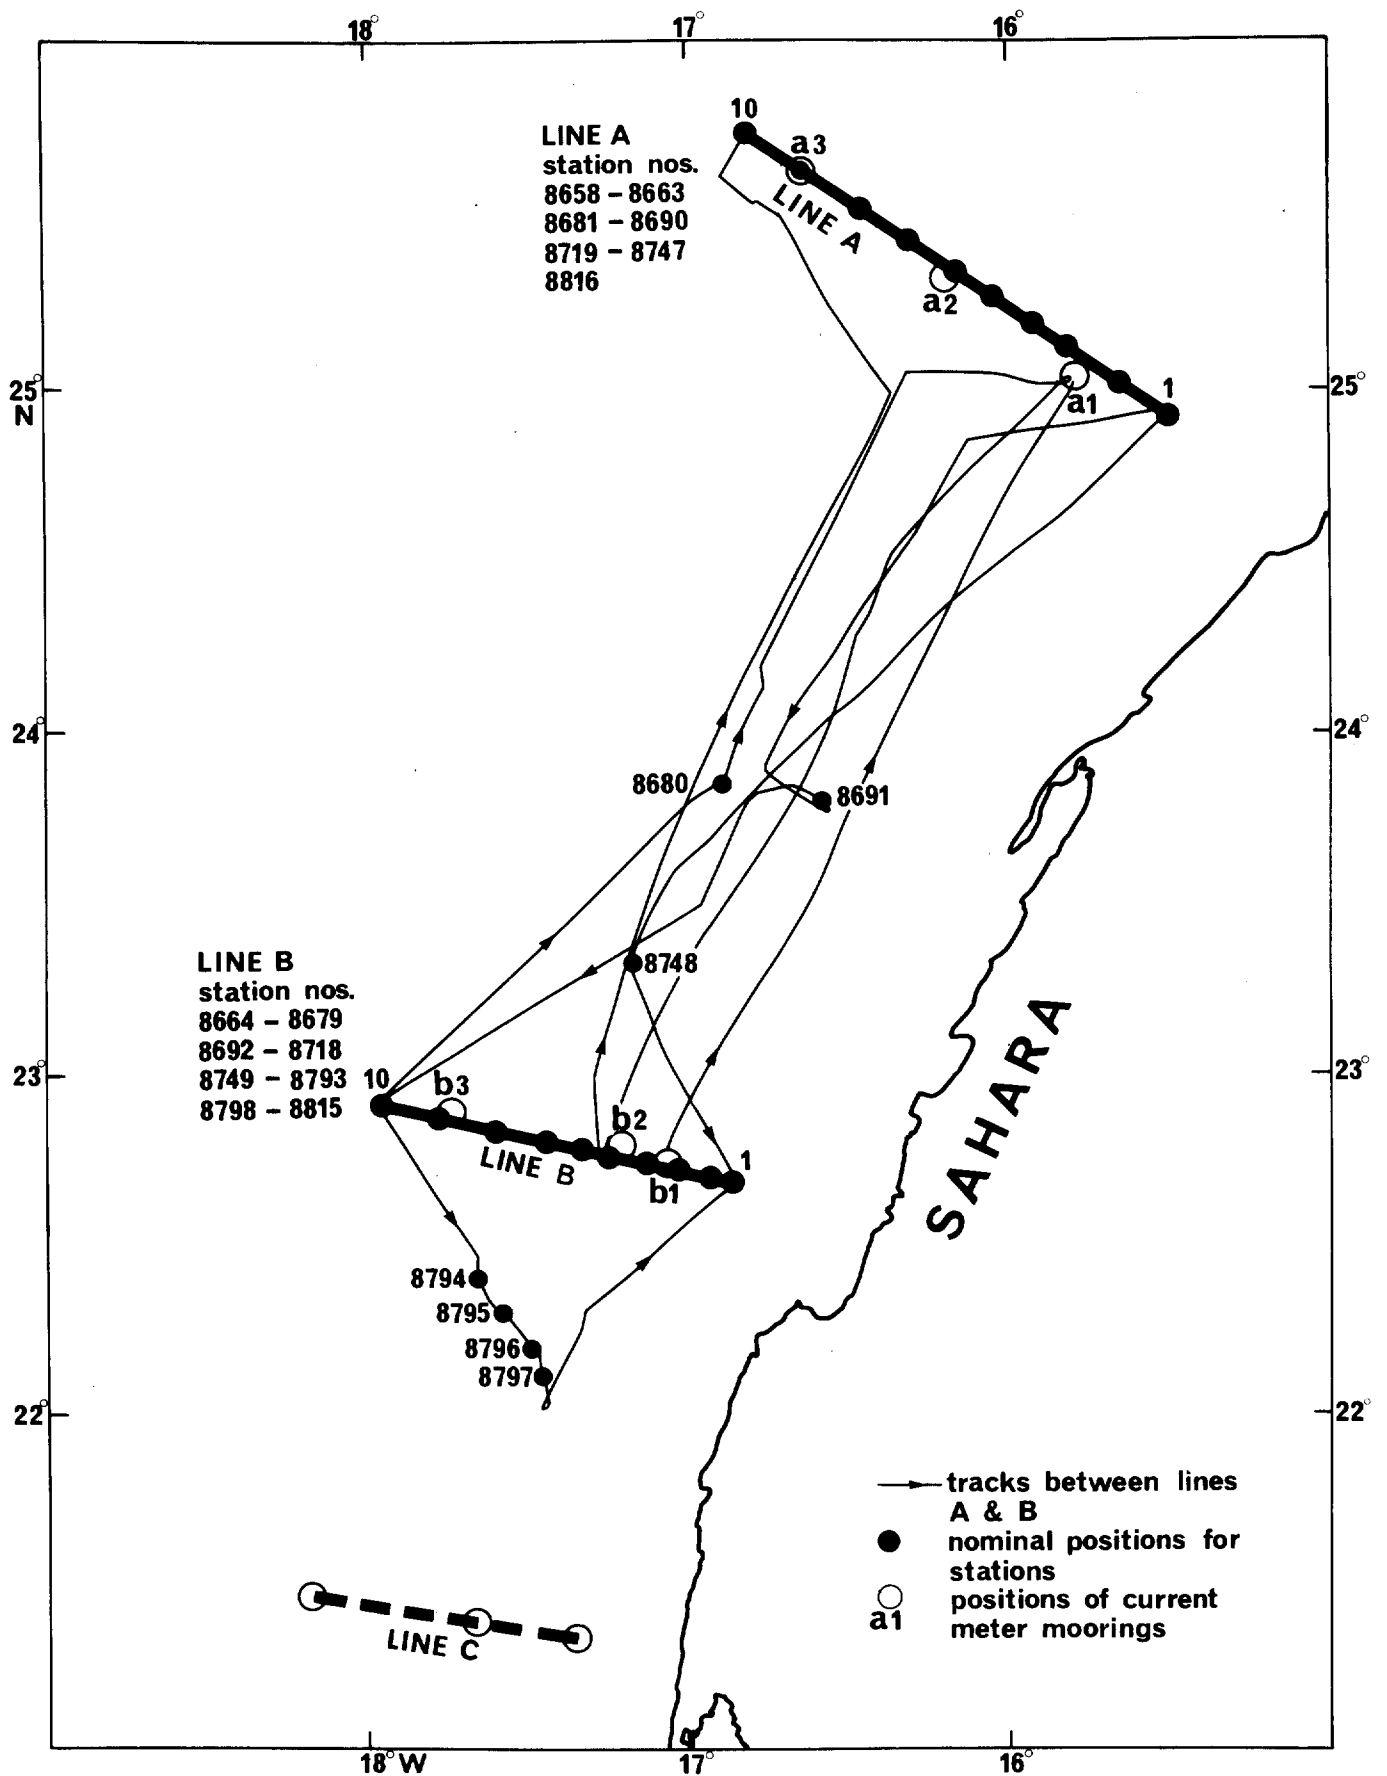 18° 17° 16°
10
LINE A
station nos.
8658 – 8663
8681 – 8690
8719 – 8747
8816
a3
LINE A
a2
a1
1
25°
N
25°
24°
24°
8680
8691
8748
LINE B
station nos.
8664 – 8679
8692 – 8718
8749 – 8793
8798 – 8815
23°
23°
10
b3
b2
b1
1
LINE B
SAHARA
8794
8795
8796
8797
22°
22°
tracks between lines
A & B
nominal positions for
stations
positions of current
meter moorings
a1
LINE C
18°W 17° 16°